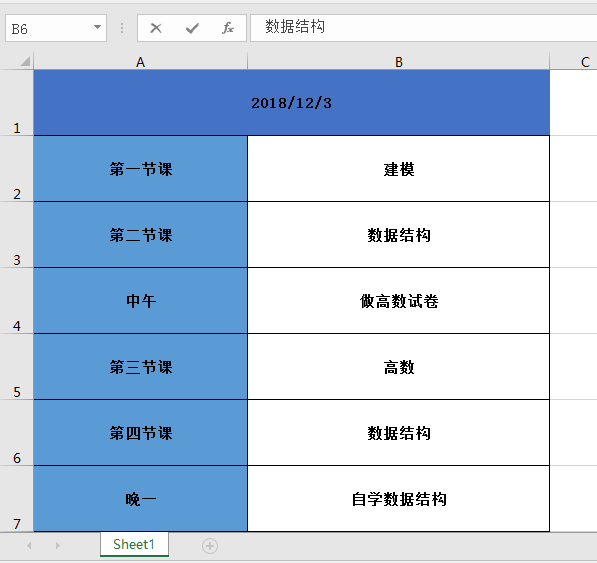 B6 fx 数据结构
A B C
2018/12/3
1
第一节课 建模
2
第二节课 数据结构
3
中午 做高数试卷
4
第三节课 高数
5
第四节课 数据结构
6
晚一 自学数据结构
7
Sheet1